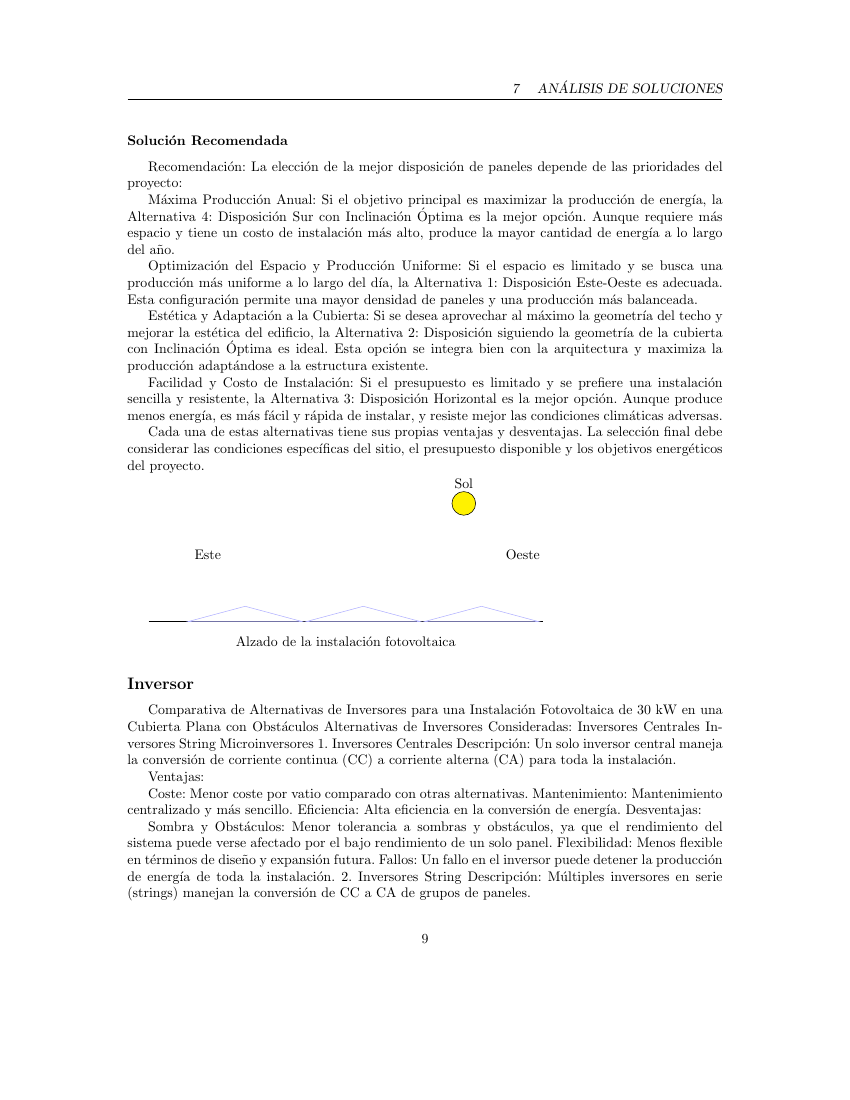 7 ANÁLISIS DE SOLUCIONES
Solución Recomendada
Recomendación: La elección de la mejor disposición de paneles depende de las prioridades del
proyecto:
Máxima Producción Anual: Si el objetivo principal es maximizar la producción de energía, la
Alternativa 4: Disposición Sur con Inclinación Óptima es la mejor opción. Aunque requiere más
espacio y tiene un costo de instalación más alto, produce la mayor cantidad de energía a lo largo
del año.
Optimización del Espacio y Producción Uniforme: Si el espacio es limitado y se busca una
producción más uniforme a lo largo del día, la Alternativa 1: Disposición Este-Oeste es adecuada.
Esta configuración permite una mayor densidad de paneles y una producción más balanceada.
Estética y Adaptación a la Cubierta: Si se desea aprovechar al máximo la geometría del techo y
mejorar la estética del edificio, la Alternativa 2: Disposición siguiendo la geometría de la cubierta
con Inclinación Óptima es ideal. Esta opción se integra bien con la arquitectura y maximiza la
producción adaptándose a la estructura existente.
Facilidad y Costo de Instalación: Si el presupuesto es limitado y se prefiere una instalación
sencilla y resistente, la Alternativa 3: Disposición Horizontal es la mejor opción. Aunque produce
menos energía, es más fácil y rápida de instalar, y resiste mejor las condiciones climáticas adversas.
Cada una de estas alternativas tiene sus propias ventajas y desventajas. La selección final debe
considerar las condiciones específicas del sitio, el presupuesto disponible y los objetivos energéticos
del proyecto.
Sol
Este Oeste
Alzado de la instalación fotovoltaica
Inversor
Comparativa de Alternativas de Inversores para una Instalación Fotovoltaica de 30 kW en una
Cubierta Plana con Obstáculos Alternativas de Inversores Consideradas: Inversores Centrales In-
versores String Microinversores 1. Inversores Centrales Descripción: Un solo inversor central maneja
la conversión de corriente continua (CC) a corriente alterna (CA) para toda la instalación.
Ventajas:
Coste: Menor coste por vatio comparado con otras alternativas. Mantenimiento: Mantenimiento
centralizado y más sencillo. Eficiencia: Alta eficiencia en la conversión de energía. Desventajas:
Sombra y Obstáculos: Menor tolerancia a sombras y obstáculos, ya que el rendimiento del
sistema puede verse afectado por el bajo rendimiento de un solo panel. Flexibilidad: Menos flexible
en términos de diseño y expansión futura. Fallos: Un fallo en el inversor puede detener la producción
de energía de toda la instalación. 2. Inversores String Descripción: Múltiples inversores en serie
(strings) manejan la conversión de CC a CA de grupos de paneles.
9